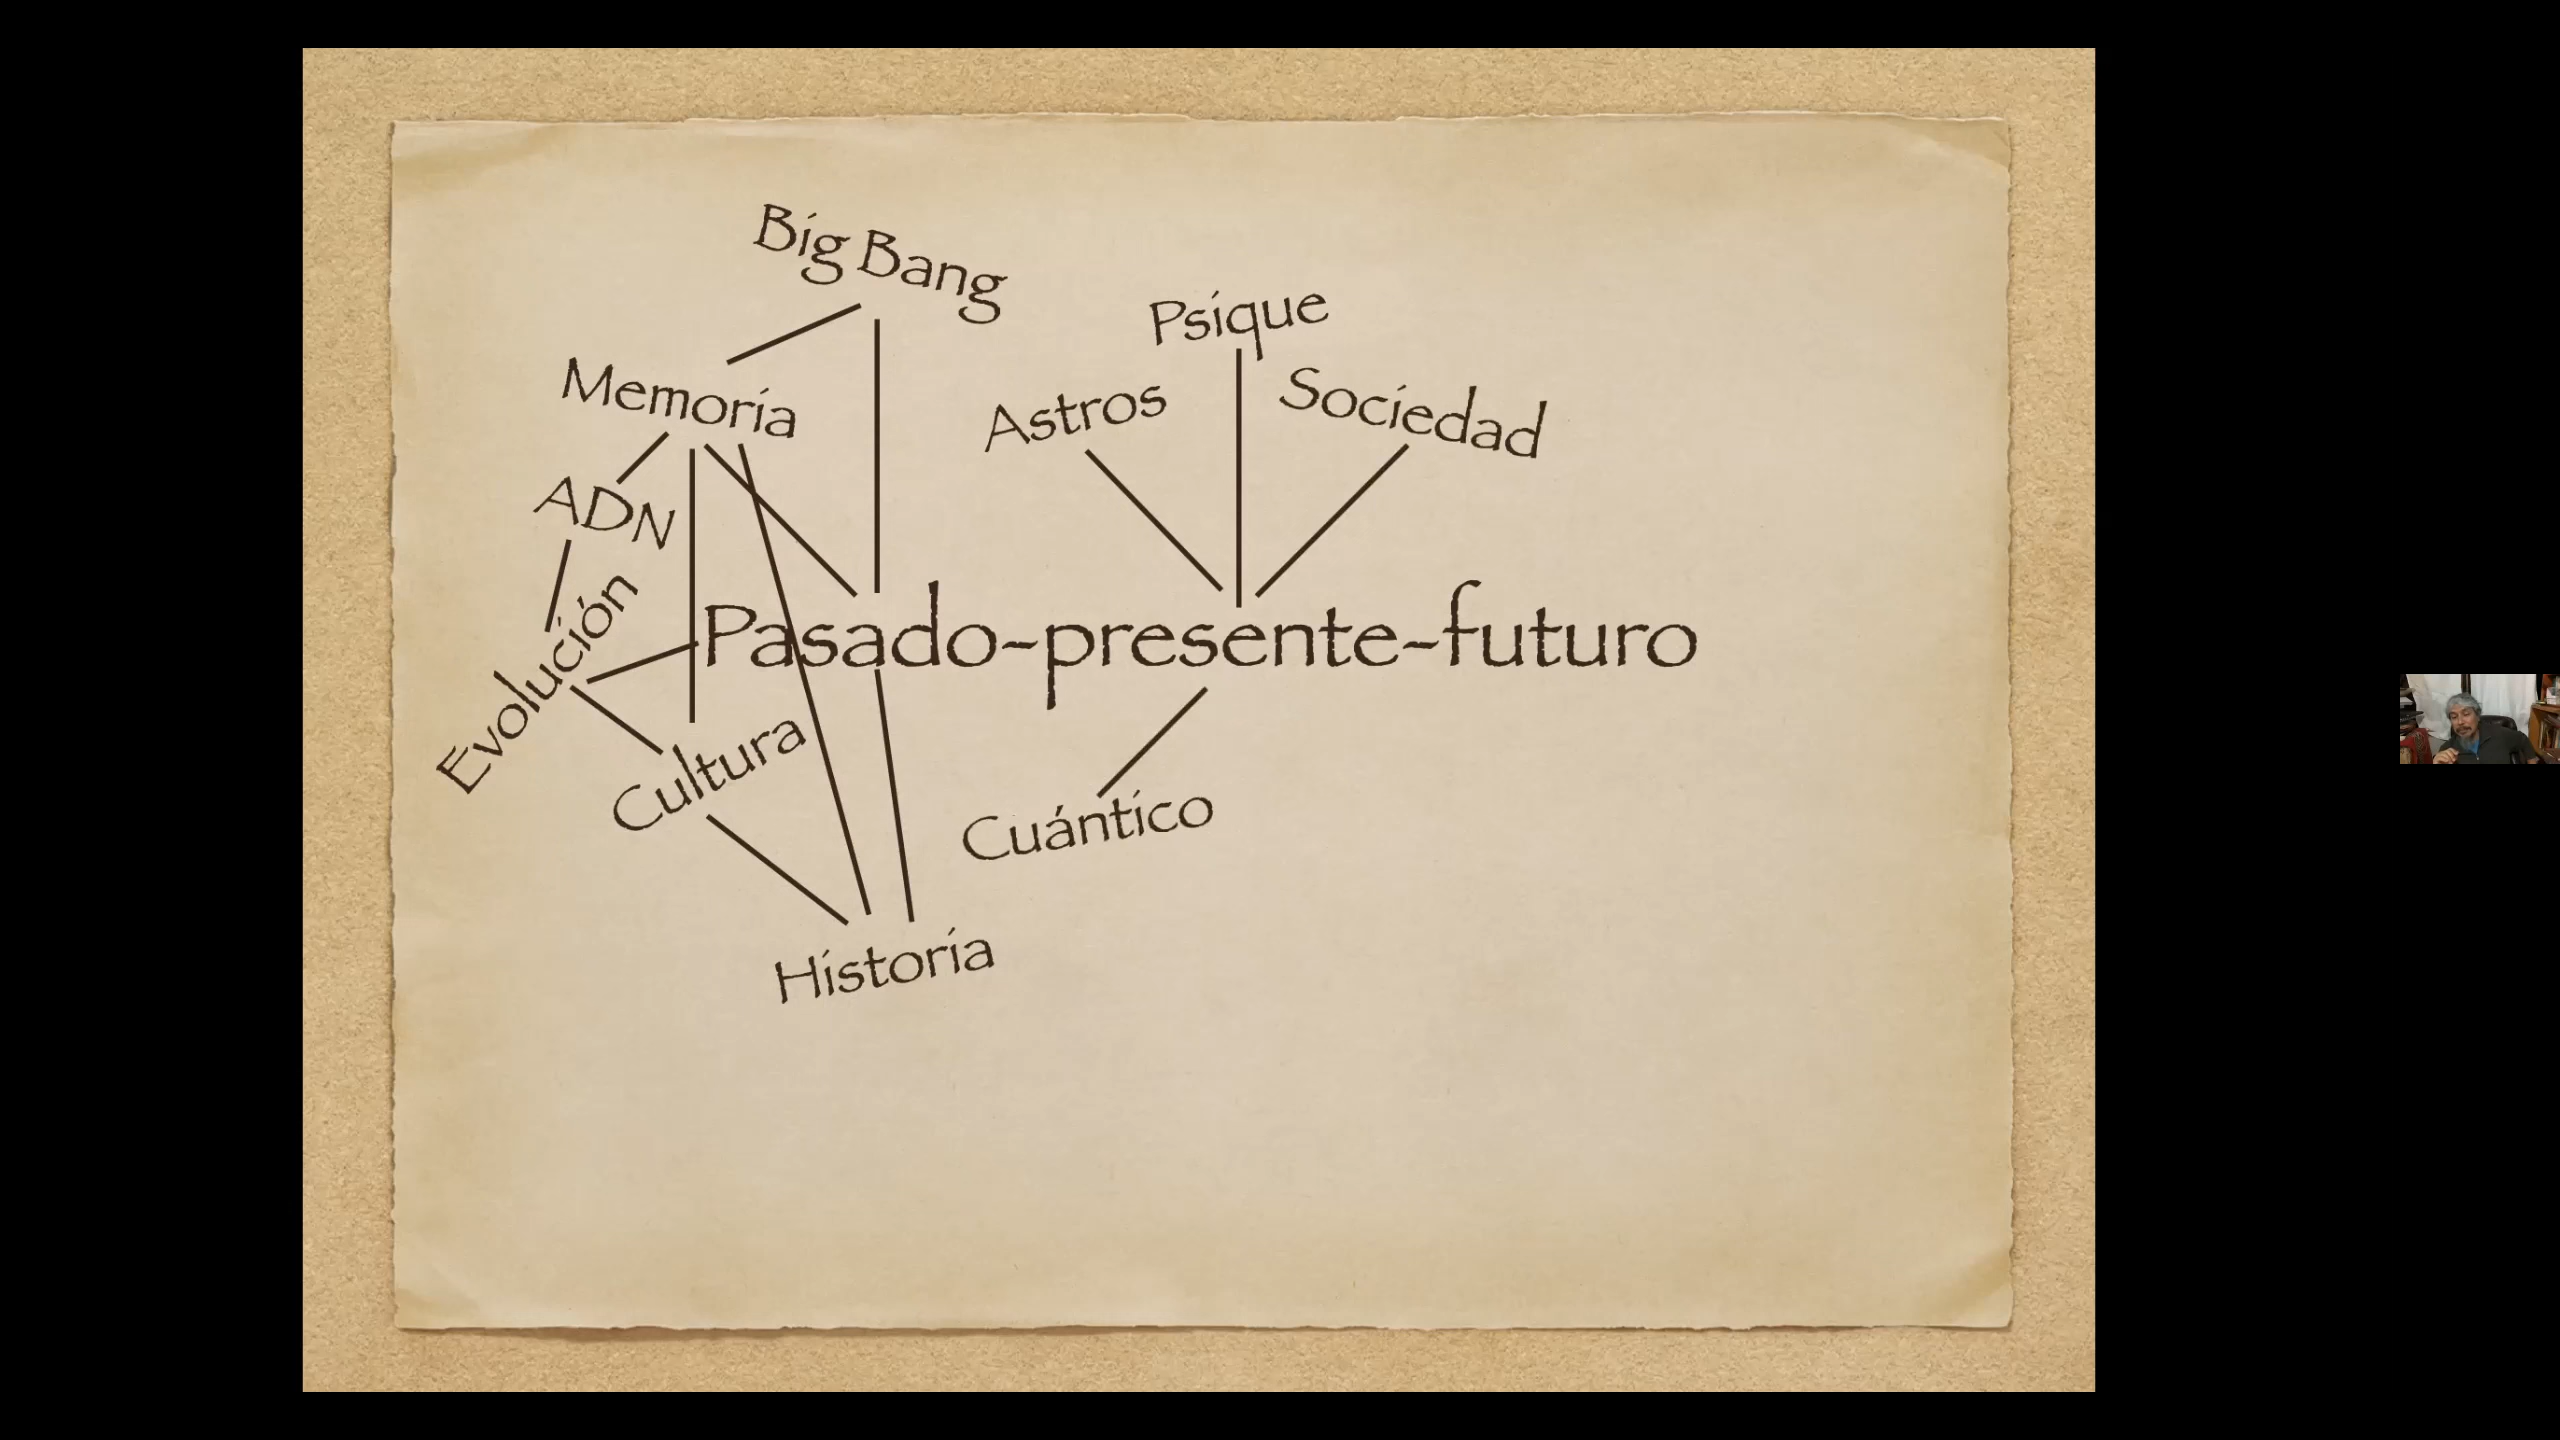 Big Bang
Psique
Memoria
Astros
Sociedad
ADN
Pasado-presente-futuro
Evolución
Cultura
Cuántico
Historia